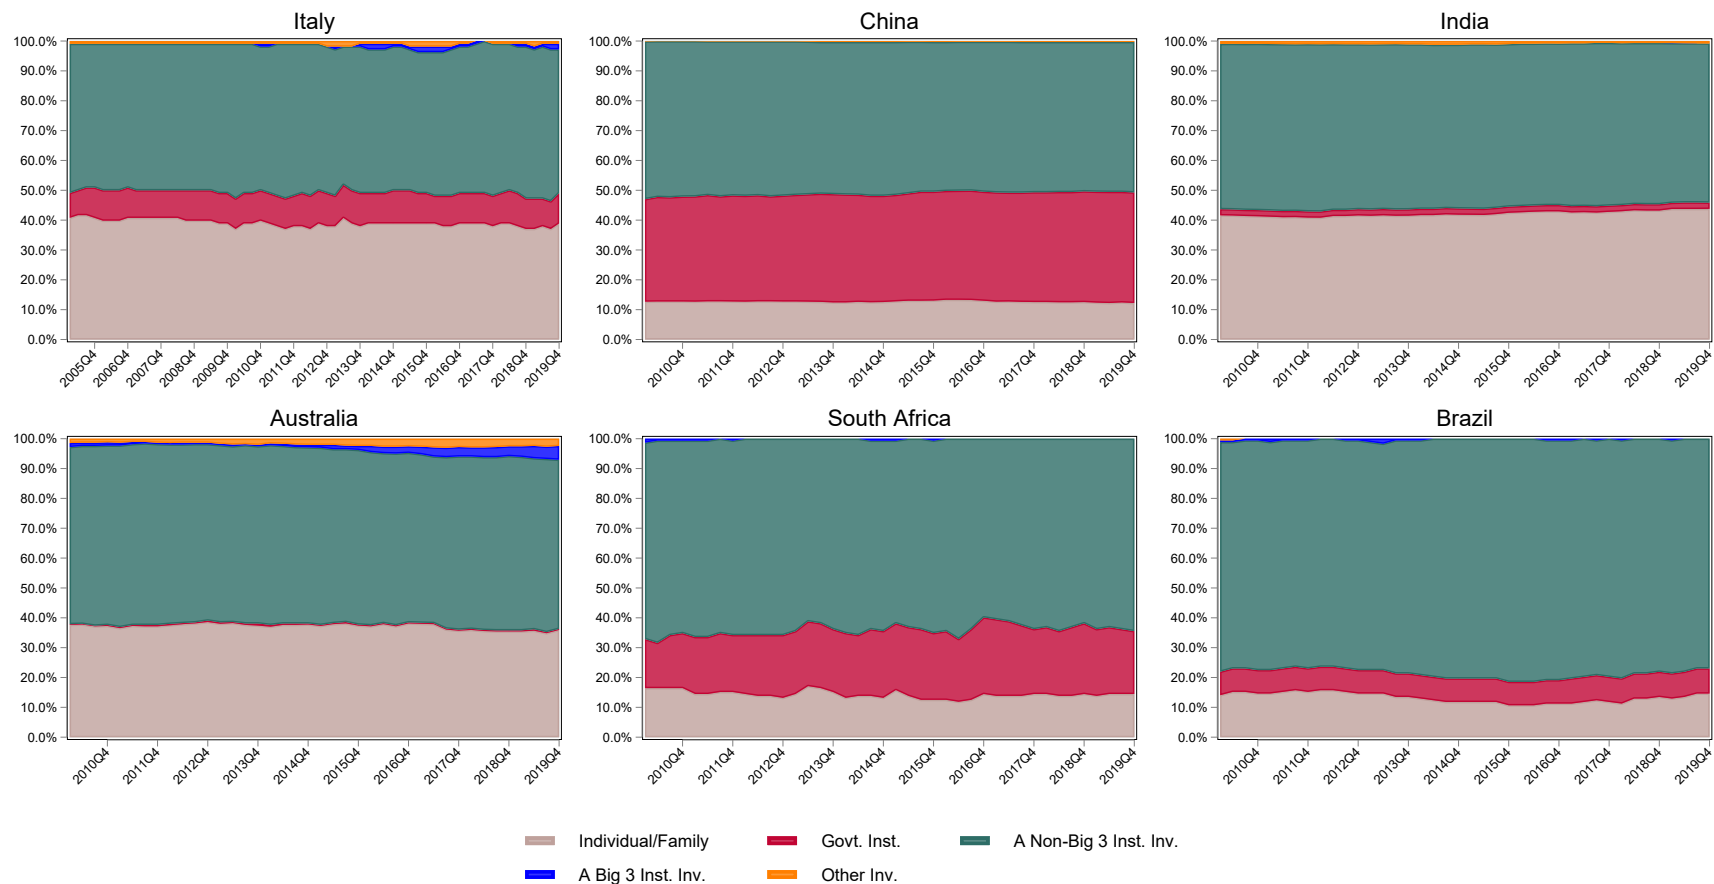 Italy
China
India
100.0%
90.0%
80.0%
70.0%
60.0%
50.0%
40.0%
30.0%
20.0%
10.0%
0.0%
2005Q4
2006Q4
2007Q4
2008Q4
2009Q4
2010Q4
2011Q4
2012Q4
2013Q4
2014Q4
2015Q4
2016Q4
2017Q4
2018Q4
2019Q4
100.0%
90.0%
80.0%
70.0%
60.0%
50.0%
40.0%
30.0%
20.0%
10.0%
0.0%
2010Q4
2011Q4
2012Q4
2013Q4
2014Q4
2015Q4
2016Q4
2017Q4
2018Q4
2019Q4
100.0%
90.0%
80.0%
70.0%
60.0%
50.0%
40.0%
30.0%
20.0%
10.0%
0.0%
2010Q4
2011Q4
2012Q4
2013Q4
2014Q4
2015Q4
2016Q4
2017Q4
2018Q4
2019Q4
Australia
South Africa
Brazil
100.0%
90.0%
80.0%
70.0%
60.0%
50.0%
40.0%
30.0%
20.0%
10.0%
0.0%
2010Q4
2011Q4
2012Q4
2013Q4
2014Q4
2015Q4
2016Q4
2017Q4
2018Q4
2019Q4
100.0%
90.0%
80.0%
70.0%
60.0%
50.0%
40.0%
30.0%
20.0%
10.0%
0.0%
2010Q4
2011Q4
2012Q4
2013Q4
2014Q4
2015Q4
2016Q4
2017Q4
2018Q4
2019Q4
100.0%
90.0%
80.0%
70.0%
60.0%
50.0%
40.0%
30.0%
20.0%
10.0%
0.0%
2010Q4
2011Q4
2012Q4
2013Q4
2014Q4
2015Q4
2016Q4
2017Q4
2018Q4
2019Q4
Individual/Family
Govt. Inst.
A Non-Big 3 Inst. Inv.
A Big 3 Inst. Inv.
Other Inv.